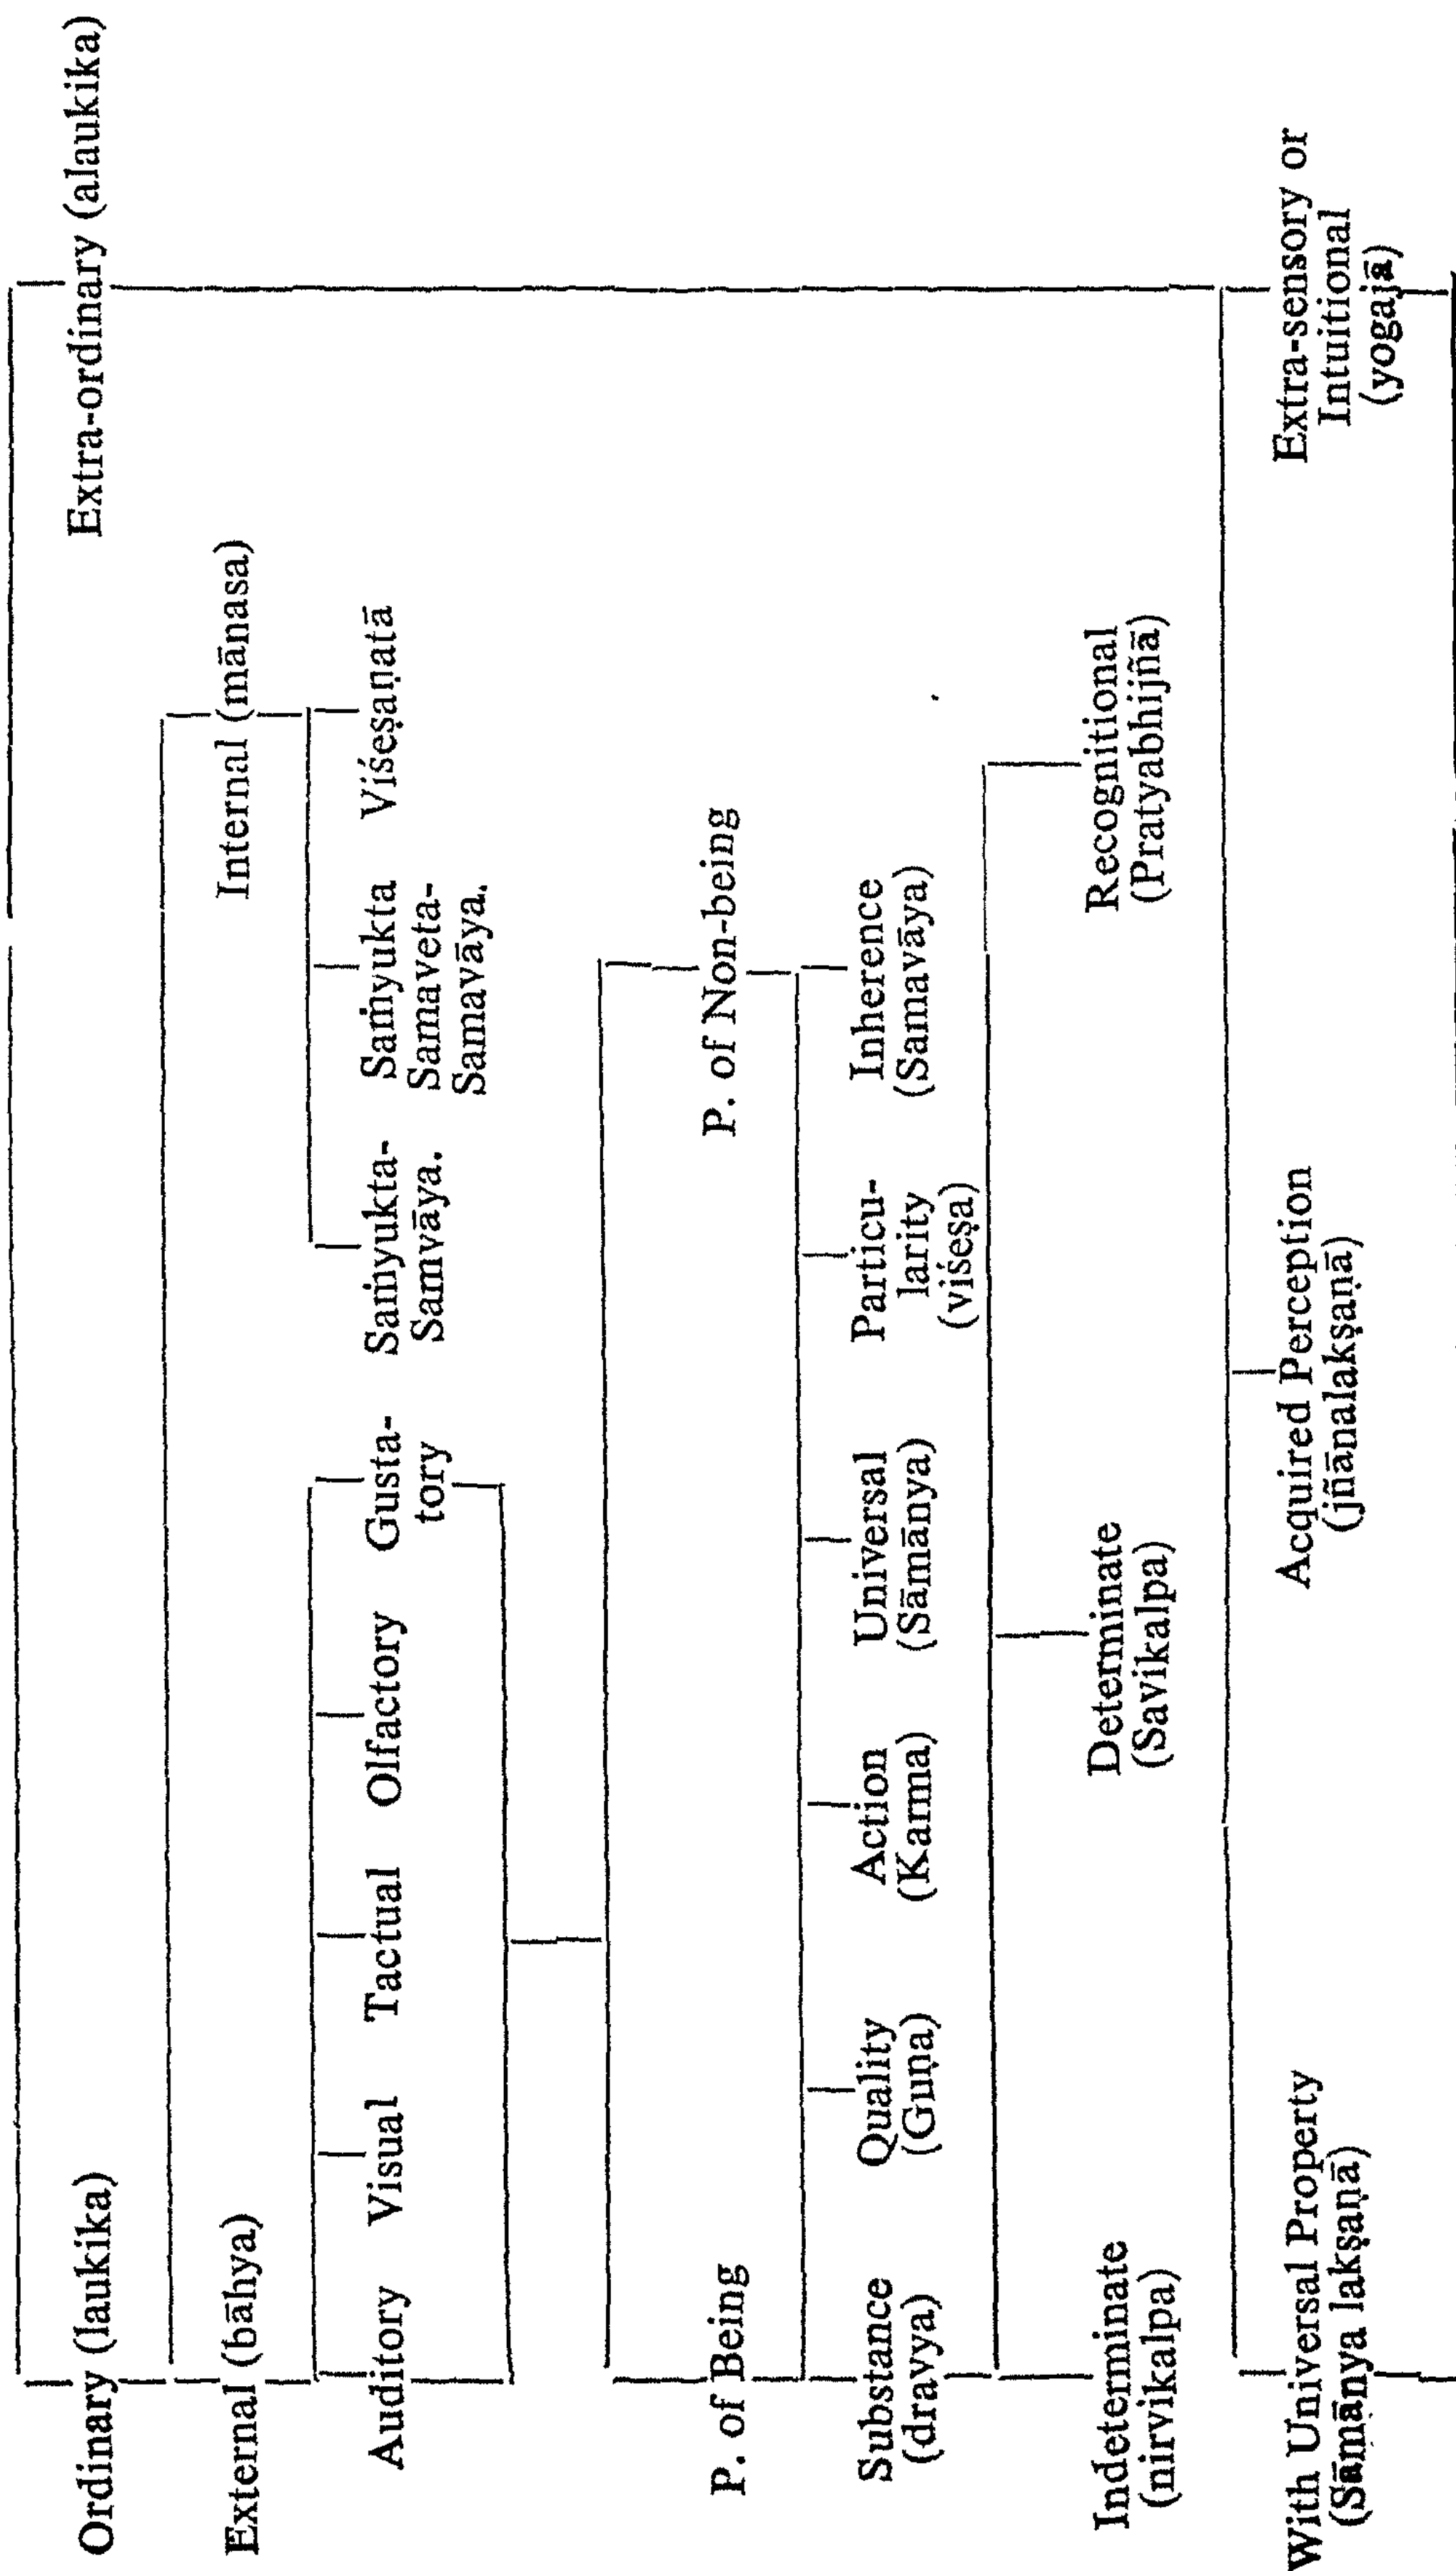 Ordinary (laukika)
Extra-ordinary (alaukika)
External (bāhya)
Internal (mānasa)
Auditory
Visual
Tactual
Olfactory
Gusta-
tory
Saṁyukta-
Samvāya.
Saṁyukta
Samaveta-
Samavāya.
Viśeṣaṇatā
P. of Being
P. of Non-being
Substance
(dravya)
Quality
(Guṇa)
Action
(Karma)
Universal
(Sāmānya)
Particu-
larity
(viśeṣa)
Inherence
(Samavāya)
Indeterminate
(nirvikalpa)
Determinate
(Savikalpa)
Recognitional
(Pratyabhijñā)
With Universal Property
(Sāmānya lakṣaṇā)
Acquired Perception
(jñānalakṣaṇā)
Extra-sensory or
Intuitional
(yogajā)